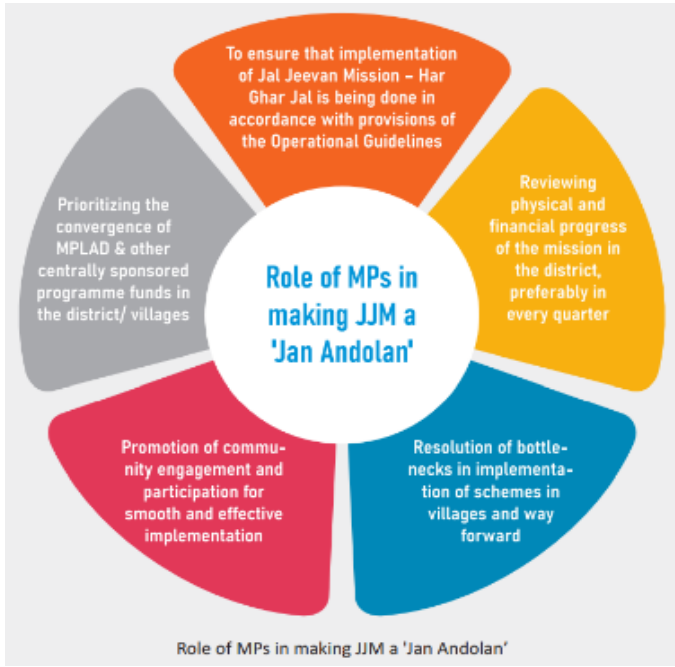 To ensure that implementation
of Jal Jeevan Mission – Har
Ghar Jal is being done in
accordance with provisions of
the Operational Guidelines
Reviewing
physical and
financial progress
of the mission in
the district,
preferably in
every quarter
Resolution of bottle-
necks in implementa-
tion of schemes in
villages and way
forward
Promotion of commu-
nity engagement and
participation for
smooth and effective
implementation
Prioritizing the
convergence of
MPLAD & other
centrally sponsored
programme funds in
the district/ villages
Role of MPs in
making JJM a
'Jan Andolan'
Role of MPs in making JJM a 'Jan Andolan’